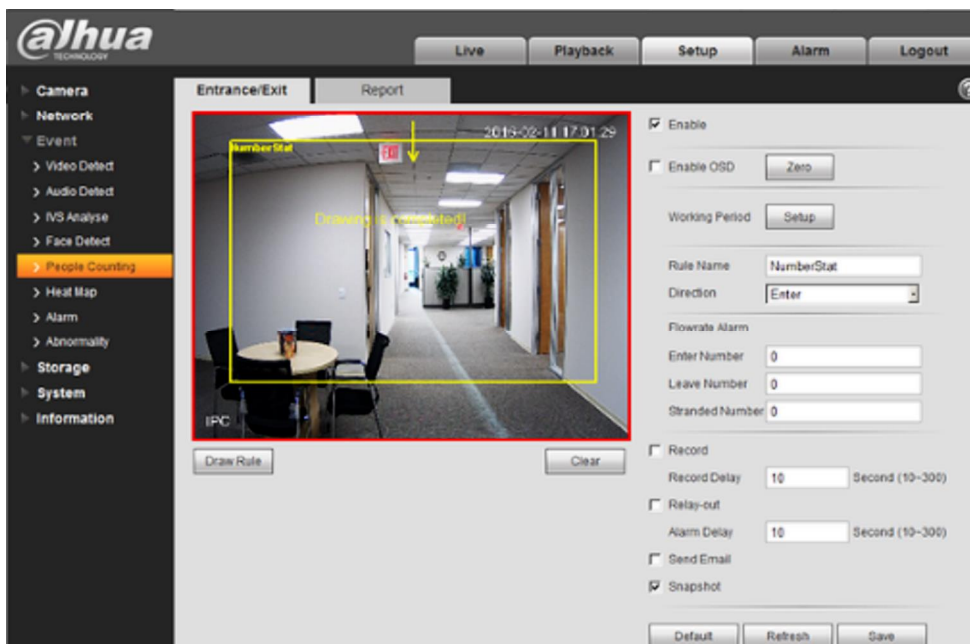 alhua
TECHNOLOGY
Live Playback Setup Alarm Logout
Camera
Network
Event
Video Detect
Audio Detect
IVS Analyse
Face Detect
People Counting
Heat Map
Alarm
Abnormality
Storage
System
Information
Entrance/Exit Report
2016-02-11 17:01:29
NumberStat
EXIT
Drawing is completed!
IPC
Draw Rule Clear
Enable
Enable OSD Zero
Working Period Setup
Rule Name NumberStat
Direction Enter
Flowrate Alarm
Enter Number 0
Leave Number 0
Stranded Number 0
Record
Record Delay 10 Second (10~300)
Relay-out
Alarm Delay 10 Second (10~300)
Send Email
Snapshot
Default Refresh Save